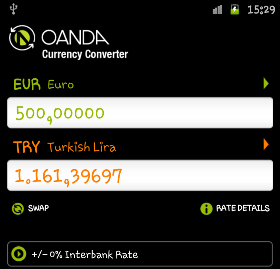 15:29
OANDA
Currency Converter
EUR Euro
500,00000
TRY Turkish Lira
1.161,39697
SWAP
RATE DETAILS
+/- 0% Interbank Rate